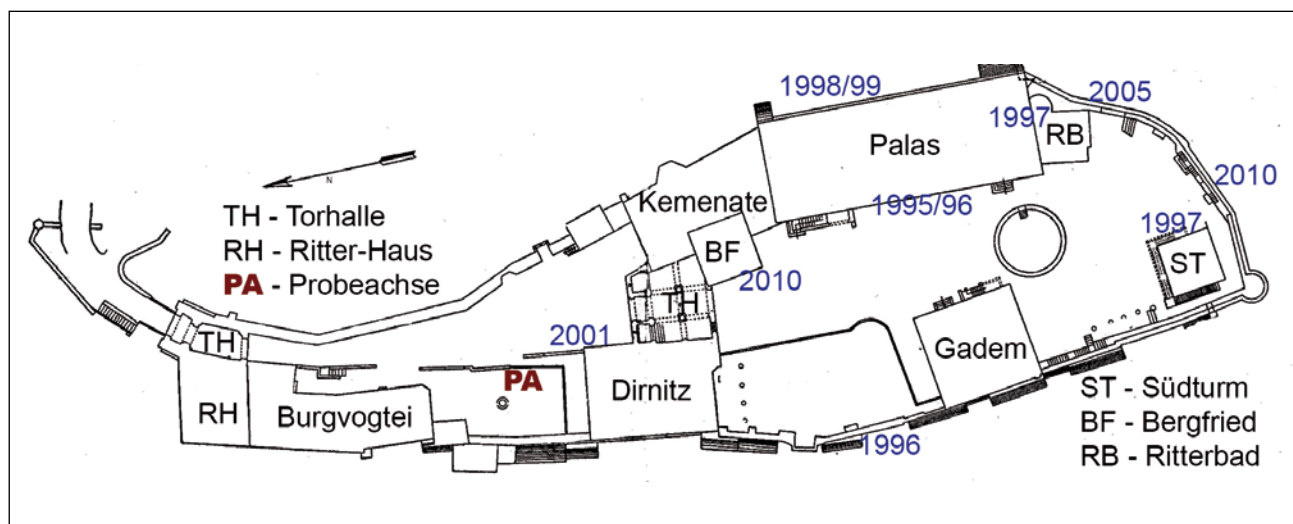 1998/99
2005
1997
RB
Palas
2010
N
TH - Torhalle
RH - Ritter-Haus
PA - Probeachse
Kemenate
1995/96
1997
BF
ST
2010
TH
TH
2001
Gadem
PA
Dirnitz
RH
Burgvogtei
1996
ST - Südturm
BF - Bergfried
RB - Ritterbad